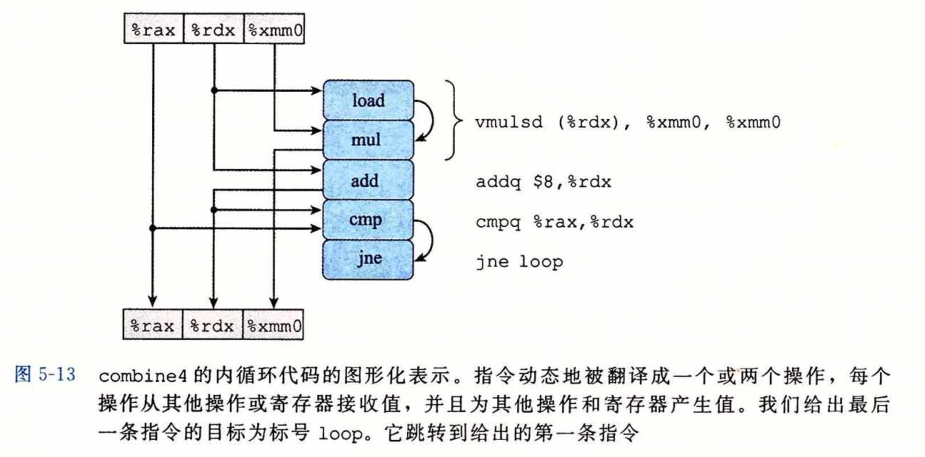 %rax %rdx %xmm0
load
mul
vmulsd (%rdx), %xmm0, %xmm0
add
addq $8,%rdx
cmp
cmpq %rax,%rdx
jne
jne loop
%rax %rdx %xmm0
图 5-13 combine4 的内循环代码的图形化表示。指令动态地被翻译成一个或两个操作，每个
操作从其他操作或寄存器接收值，并且为其他操作和寄存器产生值。我们给出最后
一条指令的目标为标号 loop。它跳转到给出的第一条指令